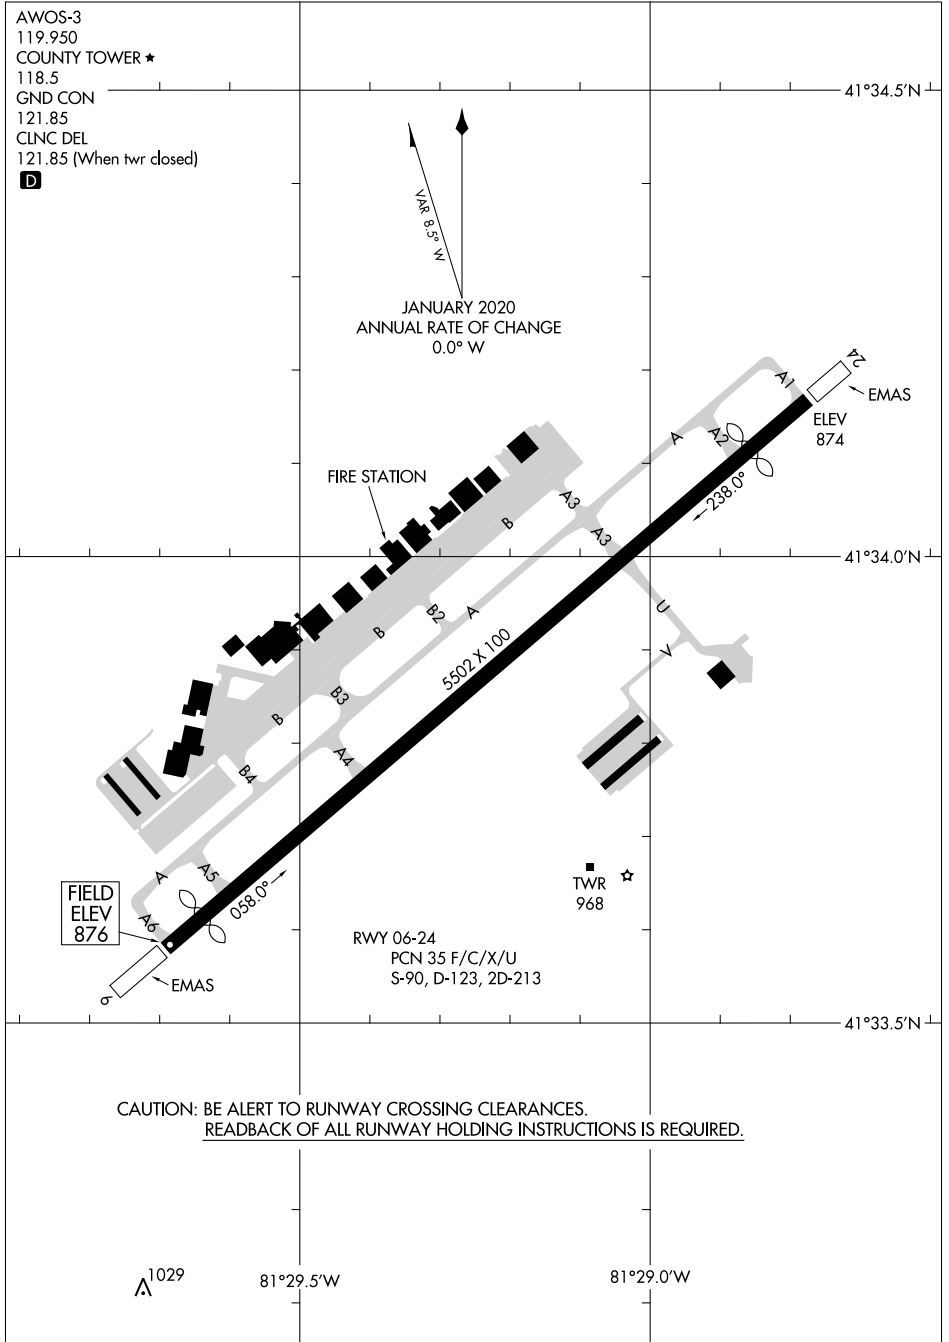 AWOS-3
119.950
COUNTY TOWER
118.5
GND CON
121.85
CLNC DEL
121.85 (When twr closed)
D
41°34.5'N
VAR 8.5° W
JANUARY 2020
ANNUAL RATE OF CHANGE
0.0° W
24
A1
EMAS
ELEV
874
A
A2
FIRE STATION
238.0°
A3
B
A3
41°34.0'N
B2
A
U
B
5502 X 100
V
B3
B
A4
B4
A
A5
TWR
968
058.0°
FIELD
ELEV
876
A6
RWY 06-24
PCN 35 F/C/X/U
S-90, D-123, 2D-213
EMAS
6
41°33.5'N
CAUTION: BE ALERT TO RUNWAY CROSSING CLEARANCES.
READBACK OF ALL RUNWAY HOLDING INSTRUCTIONS IS REQUIRED.
1029
81°29.5'W
81°29.0'W